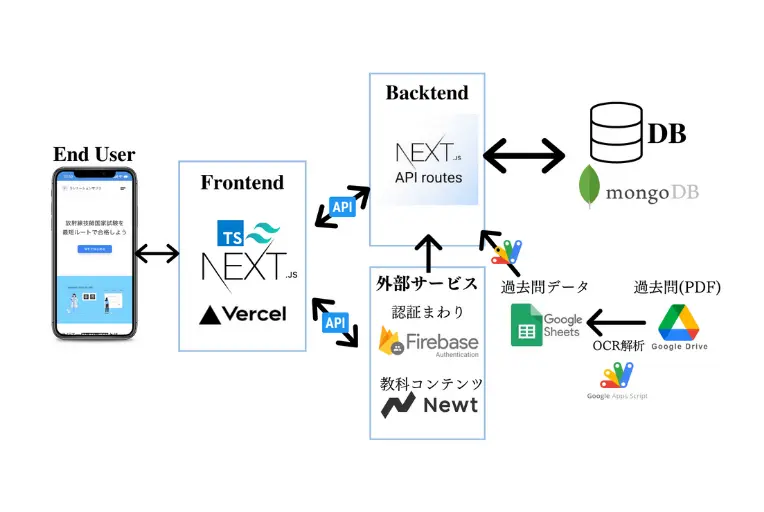 End User
放射線技師国家試験を
最短ルートで合格しよう
Frontend
TS
NEXT.JS
Vercel
API
API
Backtend
NEXT.JS
API routes
DB
mongoDB
外部サービス
認証まわり
Firebase
Authentication
教科コンテンツ
Newt
過去問データ
Google
Sheets
過去問(PDF)
Google Drive
OCR解析
Google Apps Script